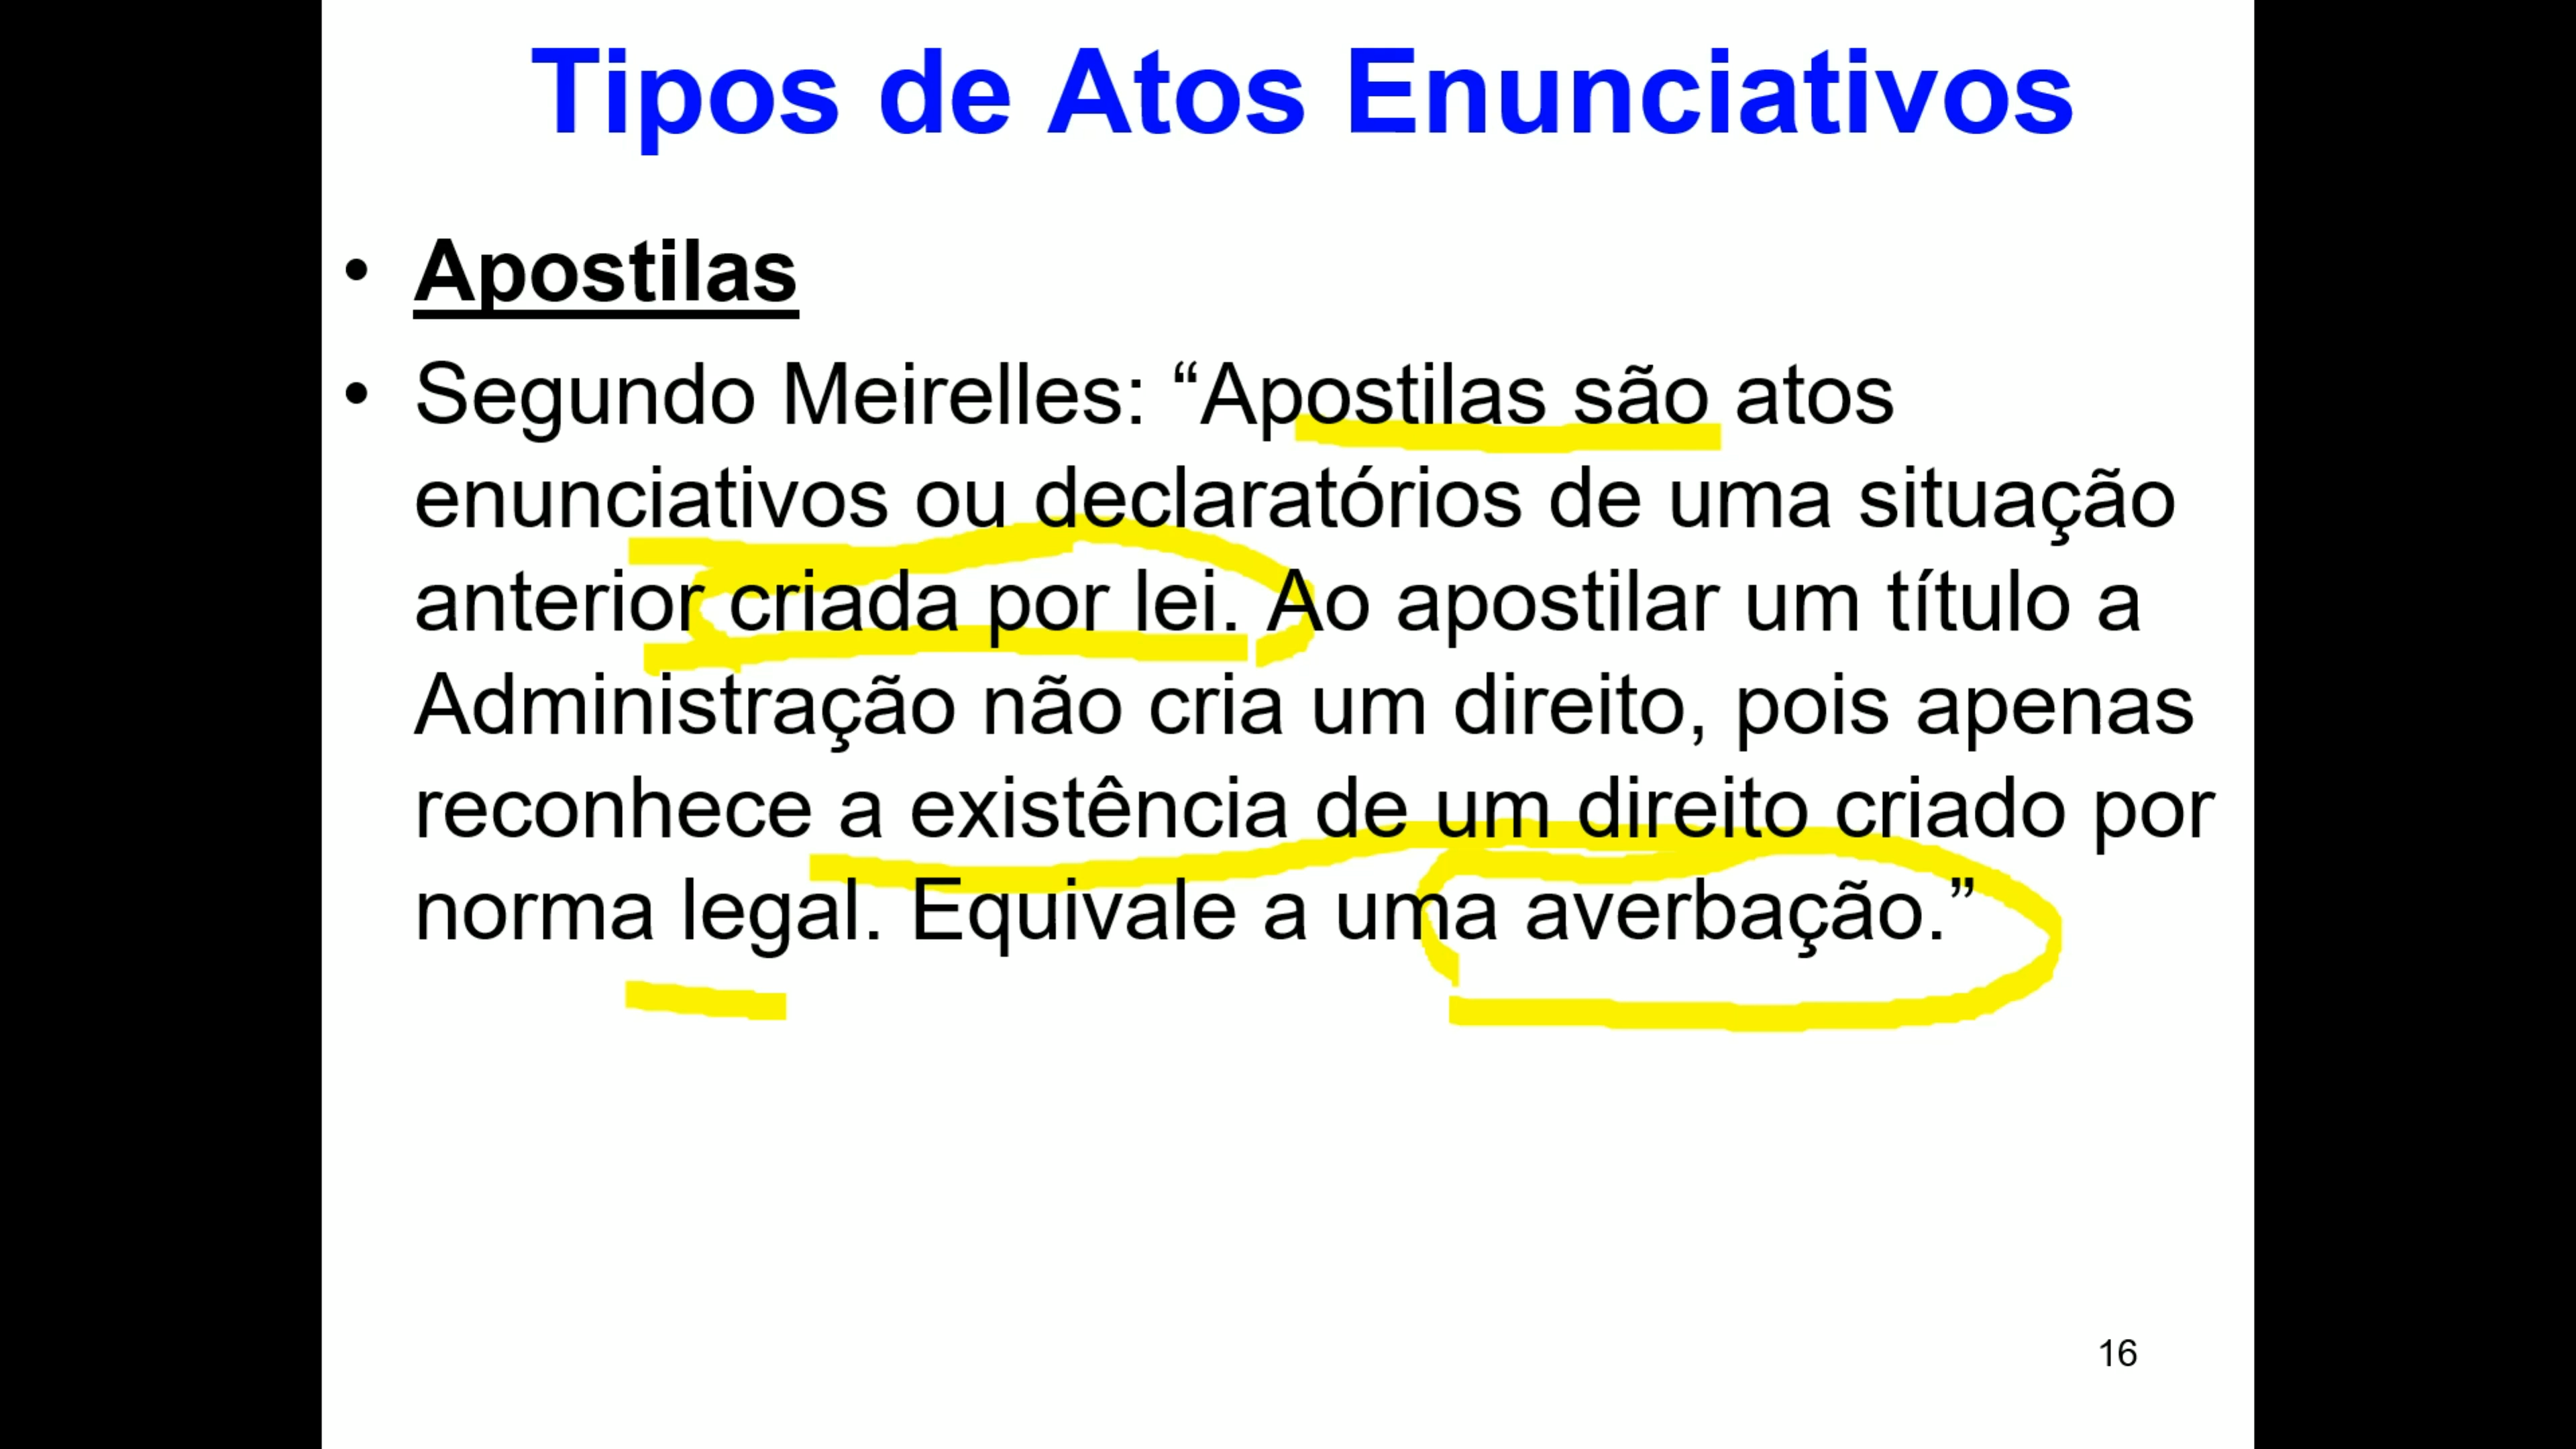 Tipos de Atos Enunciativos
• Apostilas
• Segundo Meirelles: “Apostilas são atos
enunciativos ou declaratórios de uma situação
anterior criada por lei. Ao apostilar um título a
Administração não cria um direito, pois apenas
reconhece a existência de um direito criado por
norma legal. Equivale a uma averbação.”
16